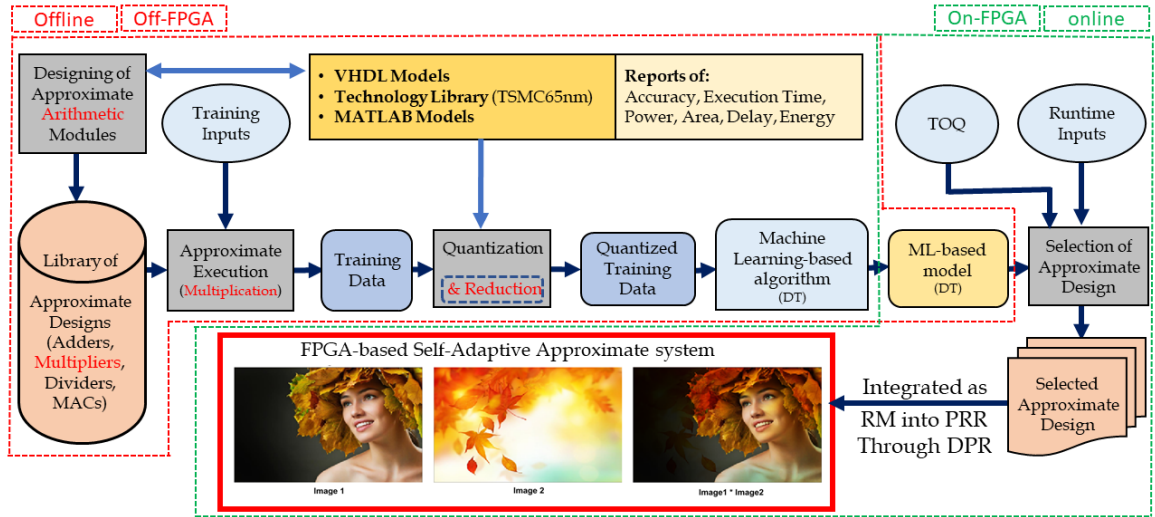 Offline
Off-FPGA
On-FPGA
online
Designing of
Approximate
Arithmetic
Modules
Training
Inputs
• VHDL Models
• Technology Library (TSMC65nm)
• MATLAB Models
Reports of:
Accuracy, Execution Time,
Power, Area, Delay, Energy
TOQ
Runtime
Inputs
Library of
Approximate
Designs
(Adders,
Multipliers,
Dividers,
MACs)
Approximate
Execution
(Multiplication)
Training
Data
Quantization
& Reduction
Quantized
Training
Data
Machine
Learning-based
algorithm
(DT)
ML-based
model
(DT)
Selection of
Approximate
Design
Selected
Approximate
Design
Integrated as
RM into PRR
Through DPR
FPGA-based Self-Adaptive Approximate system
Image 1
Image 2
Image1 * Image2